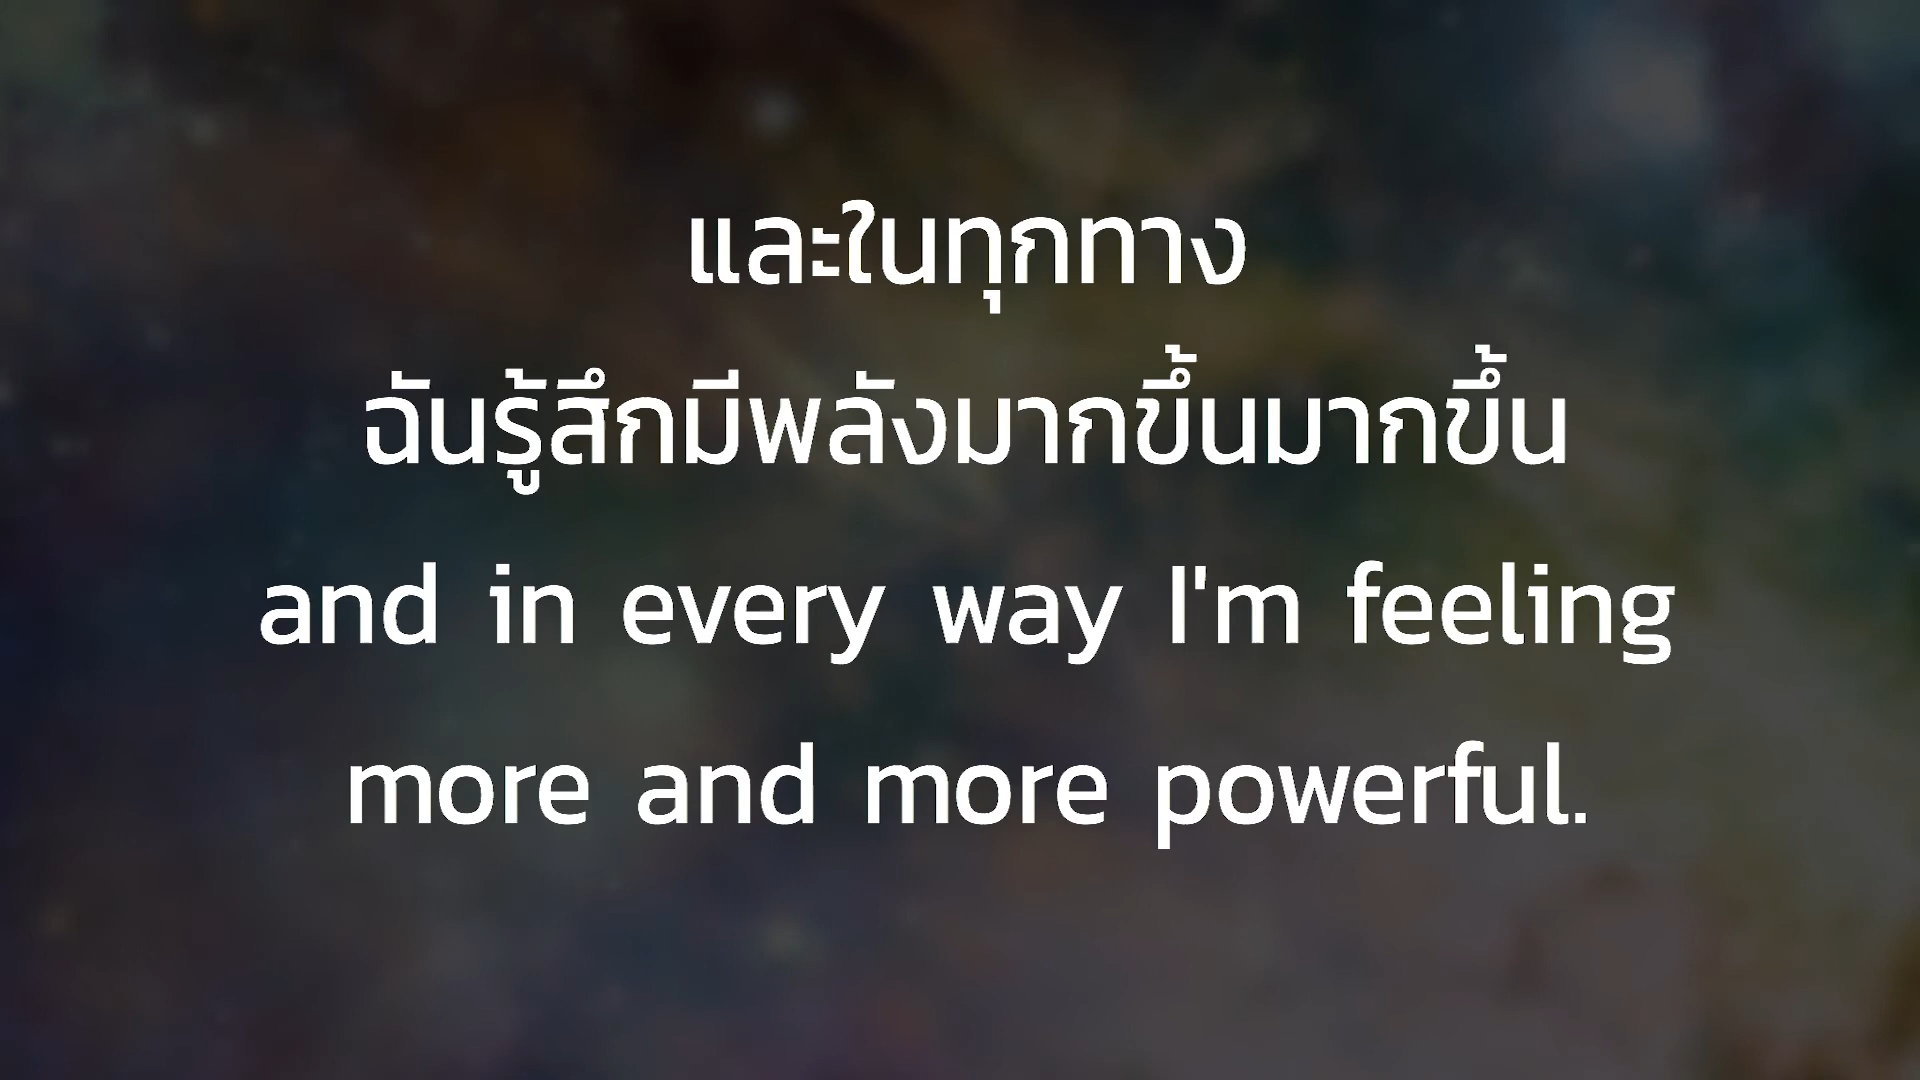 และในทุกทาง
ฉันรู้สึกมีพลังมากขึ้นมากขึ้น
and in every way I'm feeling
more and more powerful.